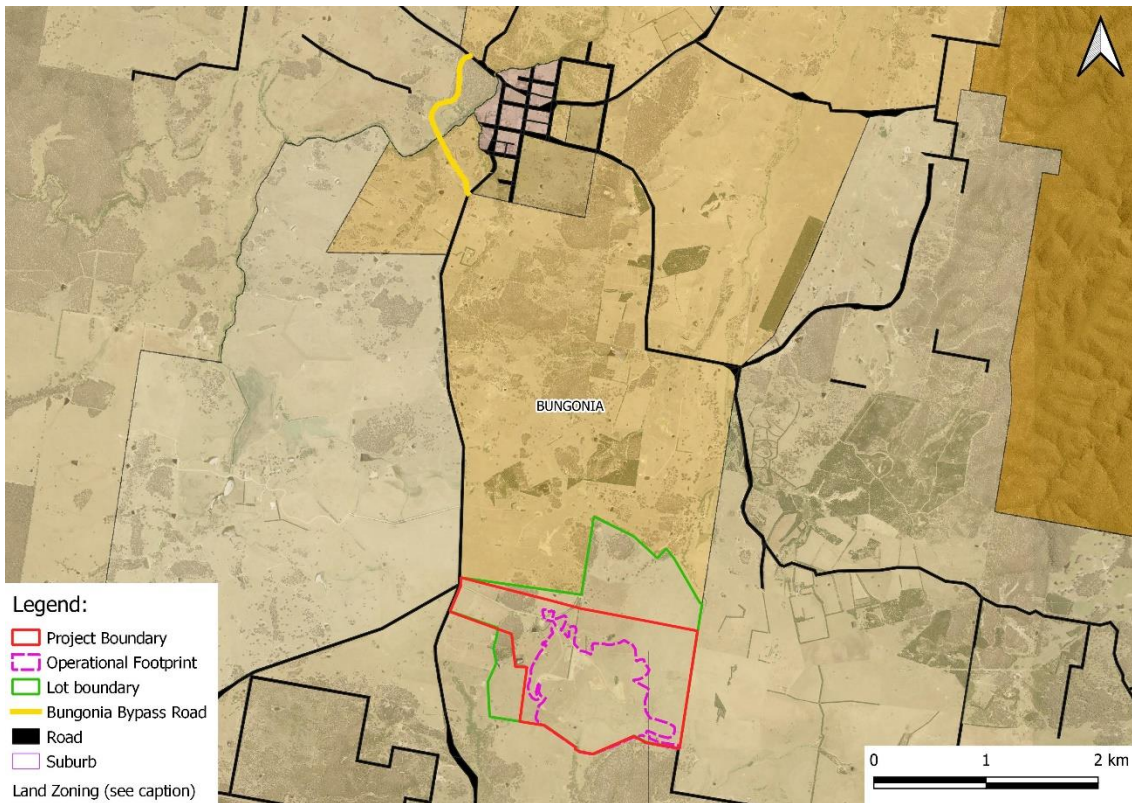 BUNGONIA
Legend:
Project Boundary
Operational Footprint
Lot boundary
Bungonia Bypass Road
Road
Suburb
Land Zoning (see caption)
0 1 2 km